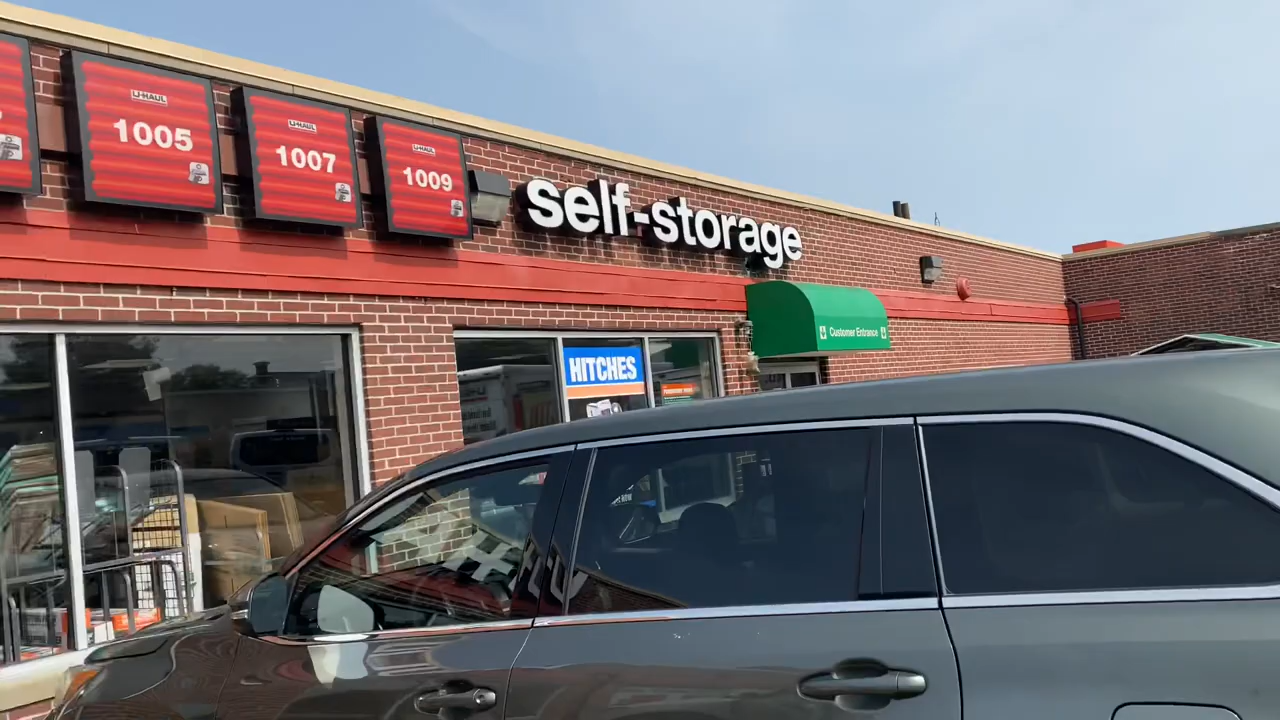 U-HAUL
1005
U-HAUL
1007
U-HAUL
1009
self-storage
Customer Entrance
HITCHES